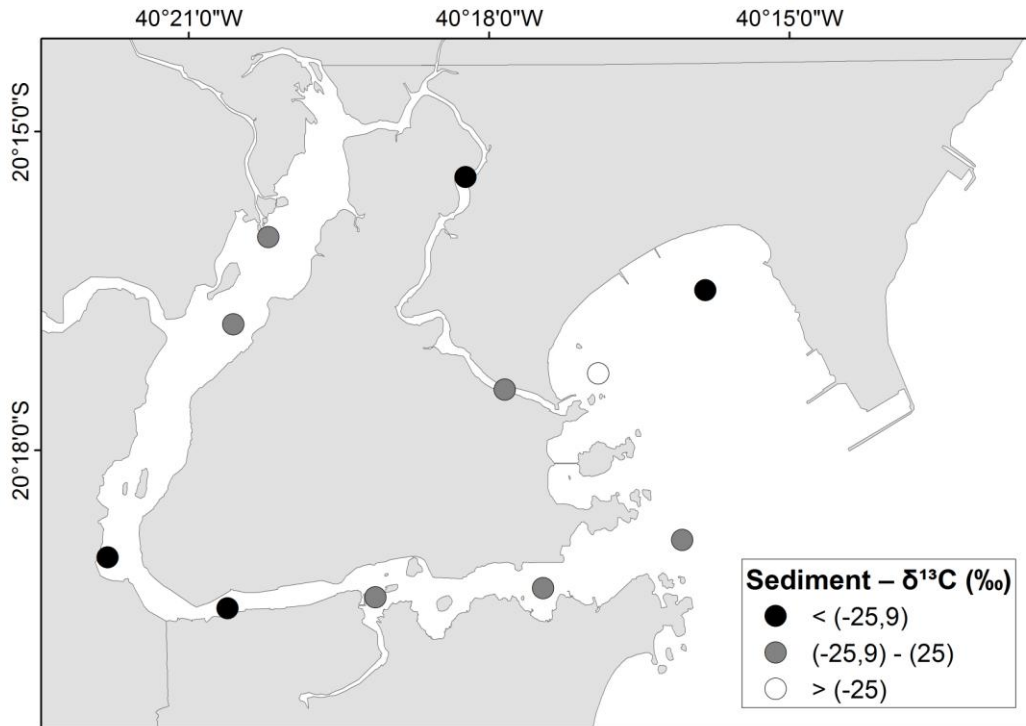 40°21'0"W 40°18'0"W 40°15'0"W
20°15'0"S
20°18'0"S
Sediment – δ¹³C (‰)
< (-25,9)
(-25,9) - (25)
> (-25)